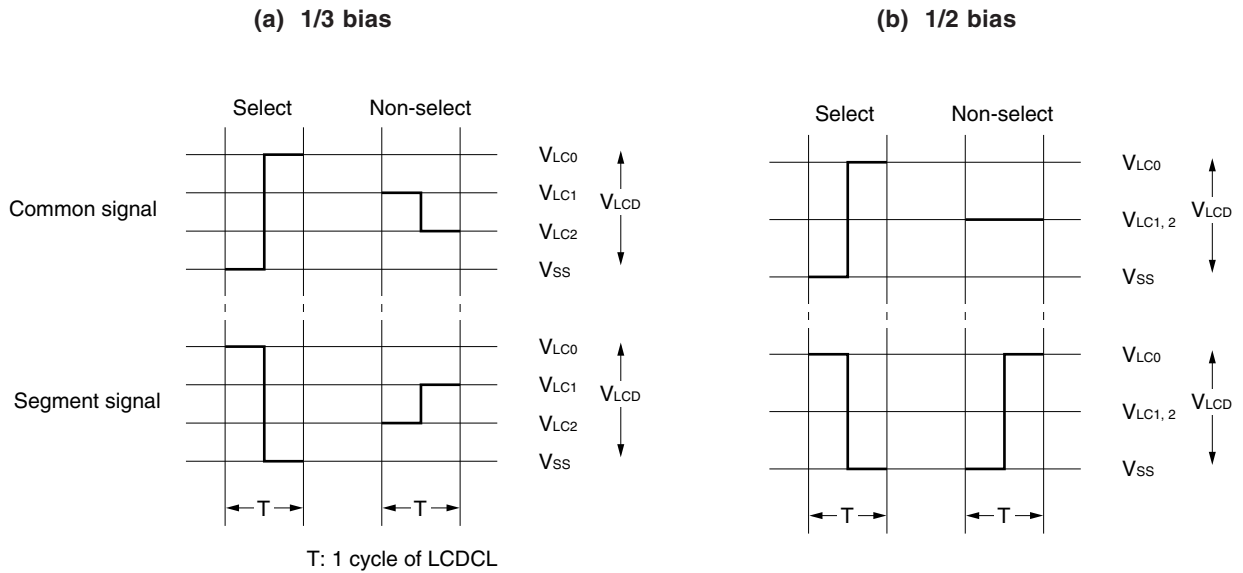 (a) 1/3 bias
Select Non-select
Common signal
VLC0
VLC1
VLC2
VSS
VLCD
Segment signal
VLC0
VLC1
VLC2
VSS
VLCD
T T
T: 1 cycle of LCDCL
(b) 1/2 bias
Select Non-select
VLC0
VLC1, 2
VSS
VLCD
VLC0
VLC1, 2
VSS
VLCD
T T